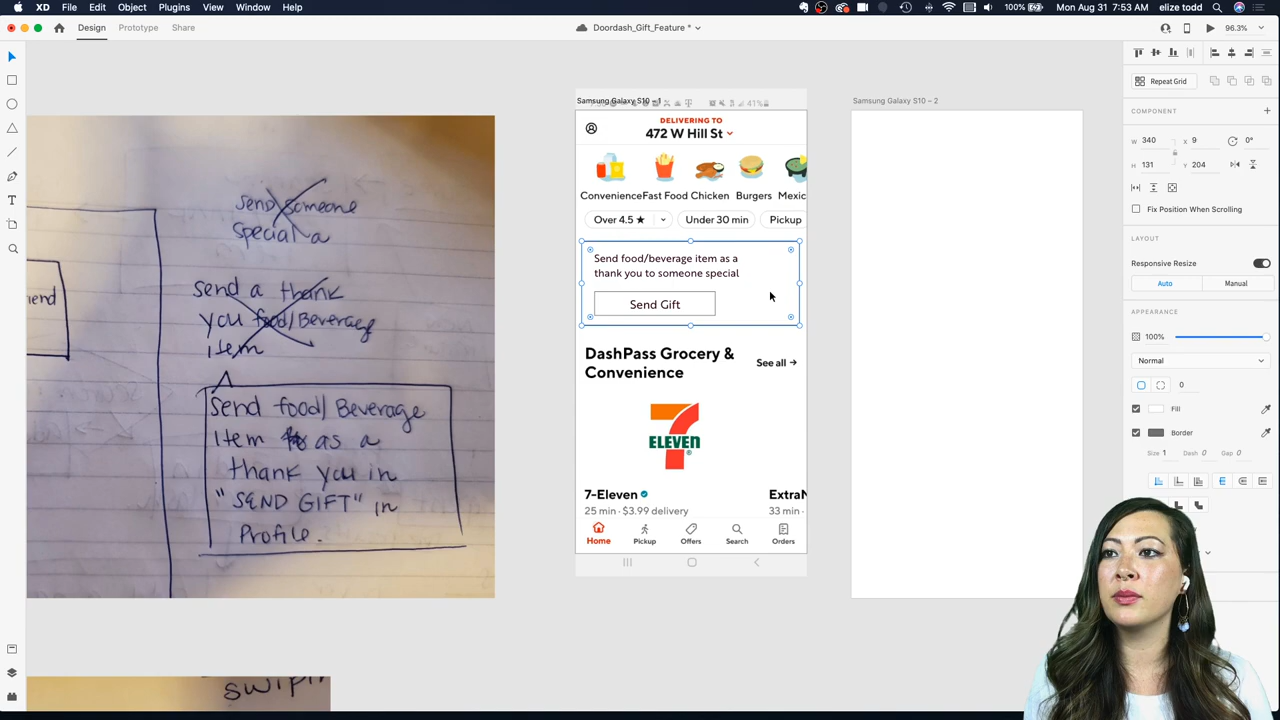 XD File Edit Object Plugins View Window Help
100% Mon Aug 31 7:53 AM elize todd
Design Prototype Share
Doordash_Gift_Feature *
96.3%
send someone
special a
send a thank
you food/Beverage
item
iend
Send food/Beverage
Item as a
thank you in
"SEND GIFT" in
Profile.
Samsung Galaxy S10 – 1
41%
DELIVERING TO
472 W Hill St
Convenience Fast Food Chicken Burgers Mexic
Over 4.5 ★ Under 30 min Pickup
Send food/beverage item as a
thank you to someone special
Send Gift
DashPass Grocery &
Convenience
See all →
7
ELEVEN
7-Eleven ExtraM
25 min · $3.99 delivery 33 min ·
Home Pickup Offers Search Orders
Samsung Galaxy S10 – 2
Repeat Grid
COMPONENT
W 340 X 9 0°
H 131 Y 204
Fix Position When Scrolling
LAYOUT
Responsive Resize
Auto Manual
APPEARANCE
100%
Normal
0
Fill
Border
Size 1 Dash 0 Gap 0